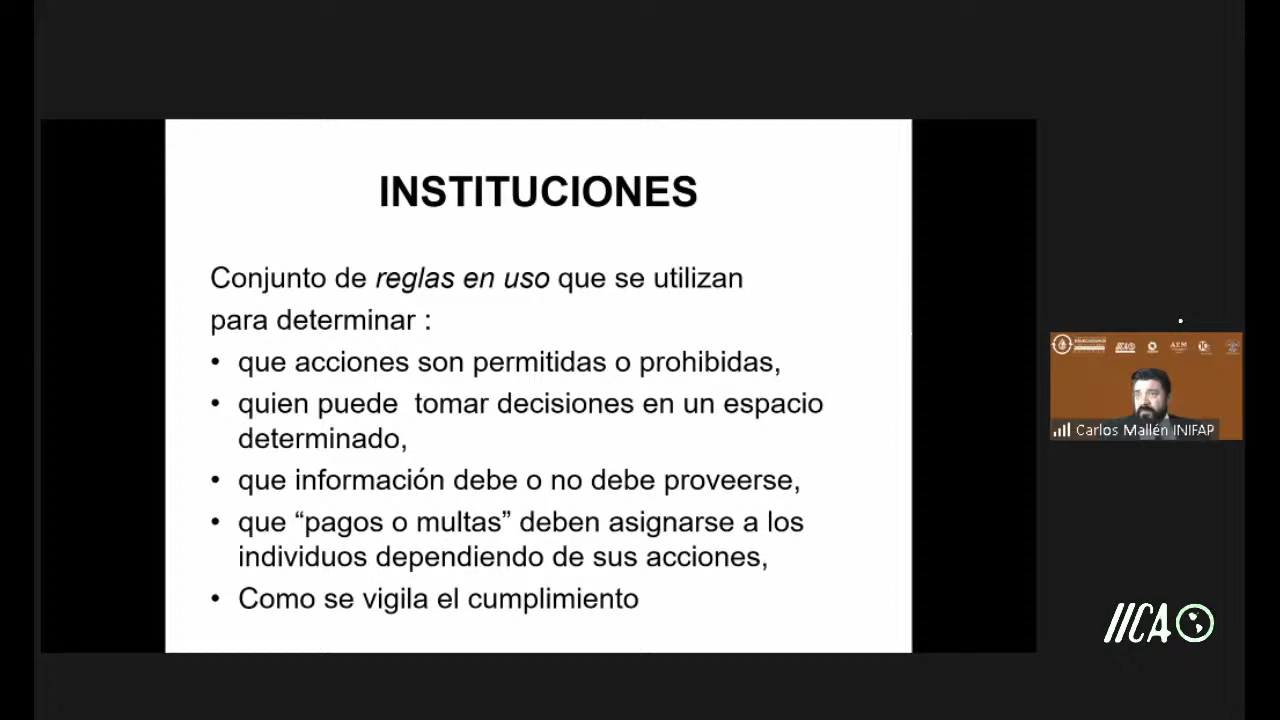 INSTITUCIONES
Conjunto de reglas en uso que se utilizan
para determinar :
• que acciones son permitidas o prohibidas,
• quien puede  tomar decisiones en un espacio
determinado,
• que información debe o no debe proveerse,
• que “pagos o multas” deben asignarse a los
individuos dependiendo de sus acciones,
• Como se vigila el cumplimiento
Carlos Mallén INIFAP
IICA